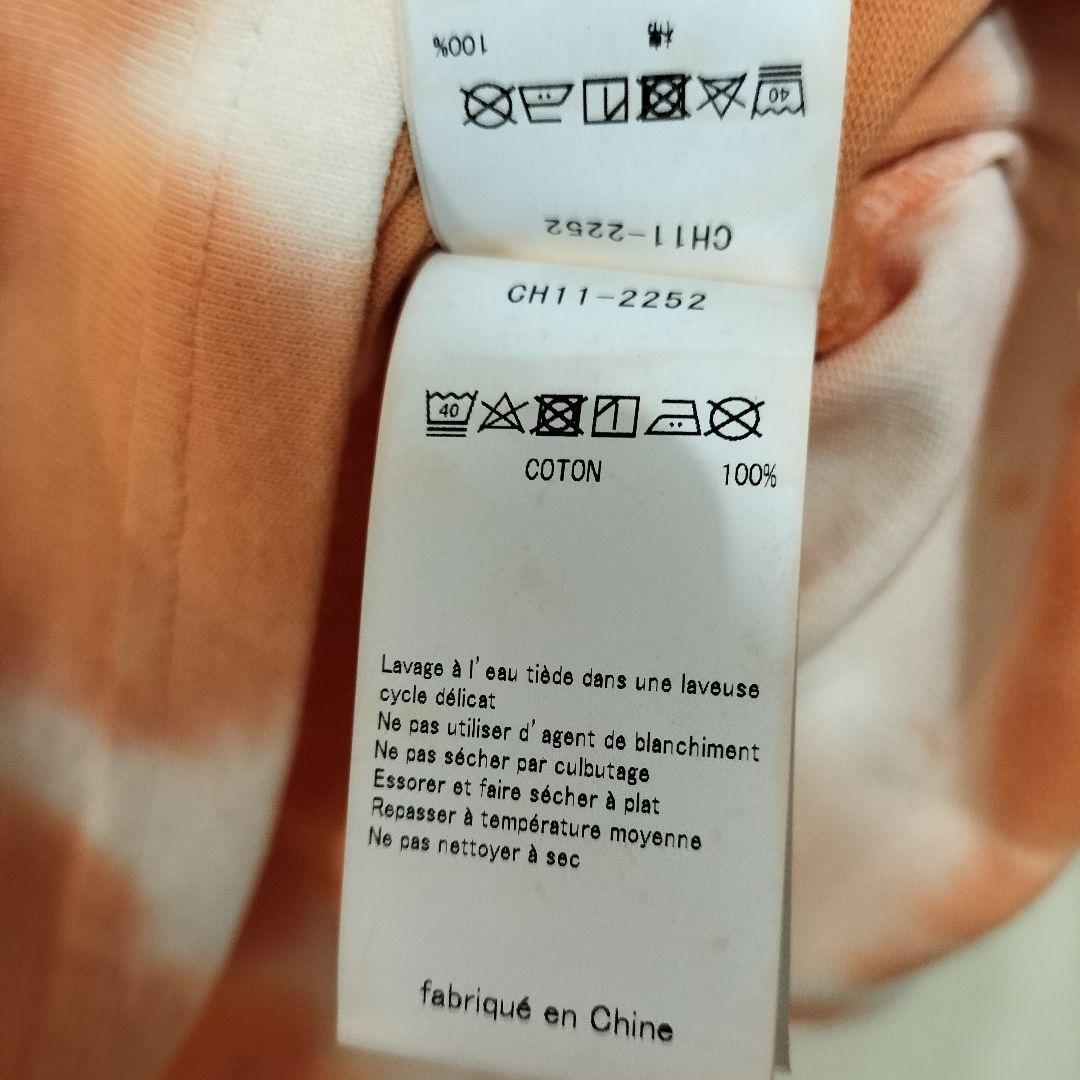 100%
棉
40
CH11-2252
CH11-2252
40
COTON 100%
Lavage à l'eau tiède dans une laveuse
cycle délicat
Ne pas utiliser d'agent de blanchiment
Ne pas sécher par culbutage
Essorer et faire sécher à plat
Repasser à température moyenne
Ne pas nettoyer à sec
fabriqué en Chine